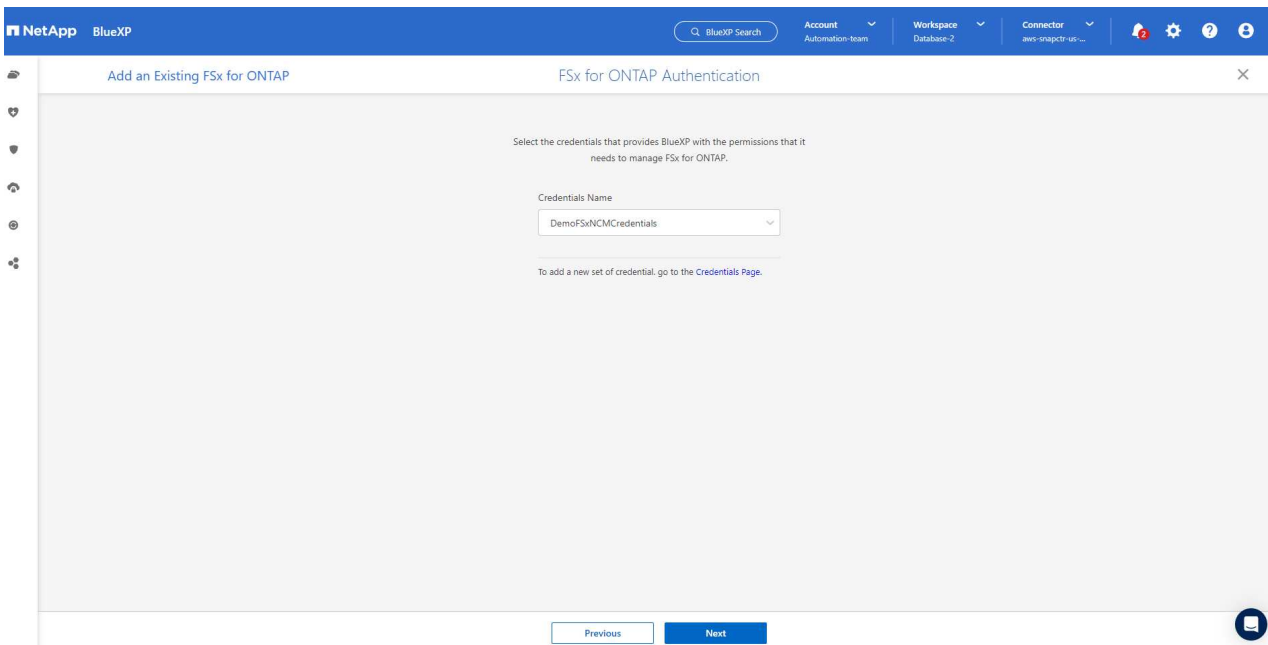 NetApp BlueXP
BlueXP Search
Account
Automation-team
Workspace
Database-2
Connector
aws-snapctr-us-...
2
Add an Existing FSx for ONTAP
FSx for ONTAP Authentication
Select the credentials that provides BlueXP with the permissions that it
needs to manage FSx for ONTAP.
Credentials Name
DemoFSxNCMCredentials
To add a new set of credential. go to the Credentials Page.
Previous
Next